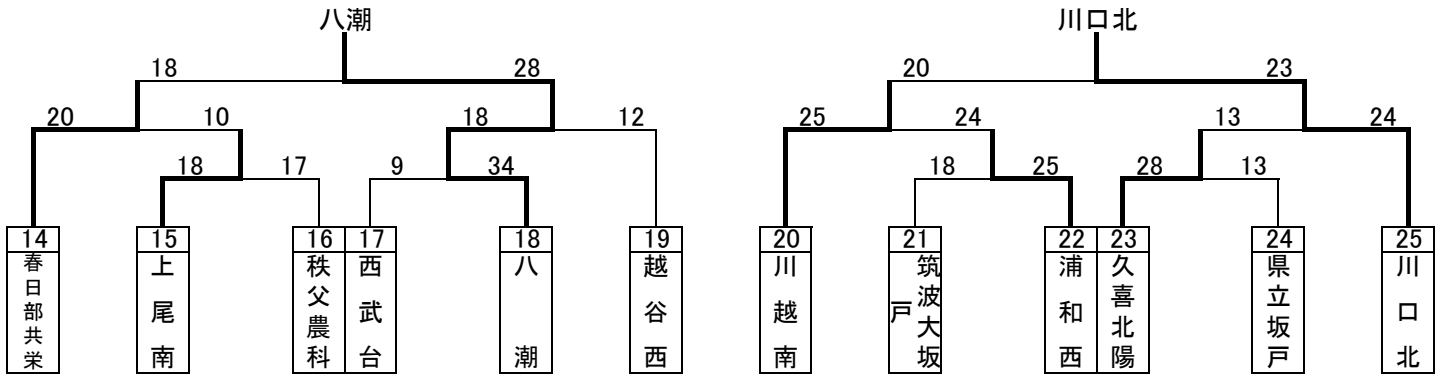 八潮 川口北
18 28 20 23
20 10 18 12 25 24 13 24
18 17 9 34 18 25 28 13
14 15 16 17 18 19 20 21 22 23 24 25
春日部共栄
上尾南
秩父農科
西武台
八潮
越谷西
川越南
筑波大坂戸
浦和西
久喜北陽
県立坂戸
川口北